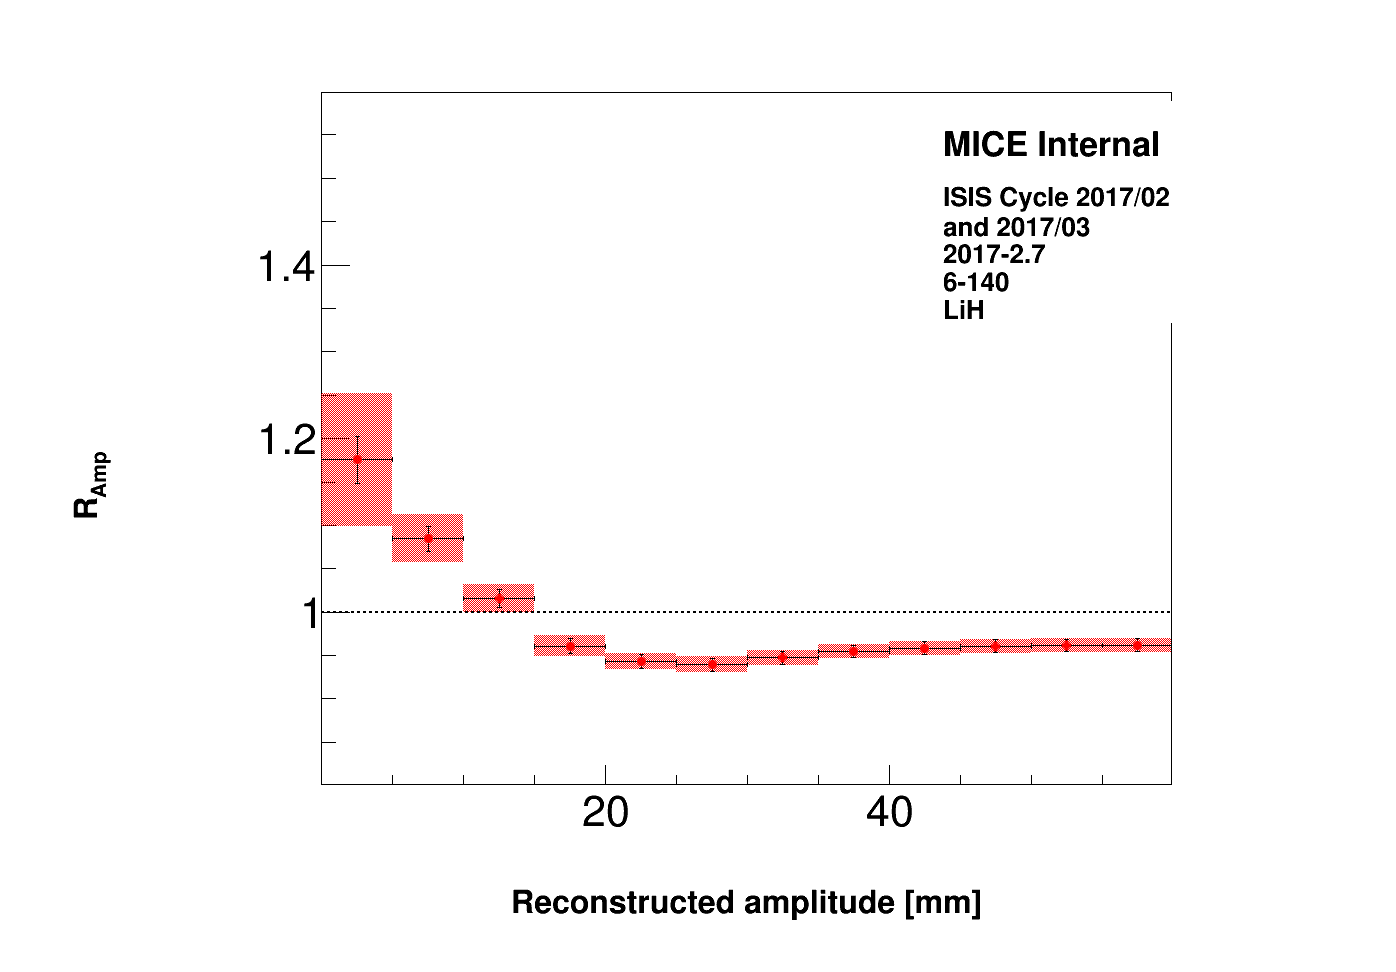 MICE Internal
ISIS Cycle 2017/02
and 2017/03
2017-2.7
6-140
LiH
1.4
1.2
1
R_Amp
20 40
Reconstructed amplitude [mm]